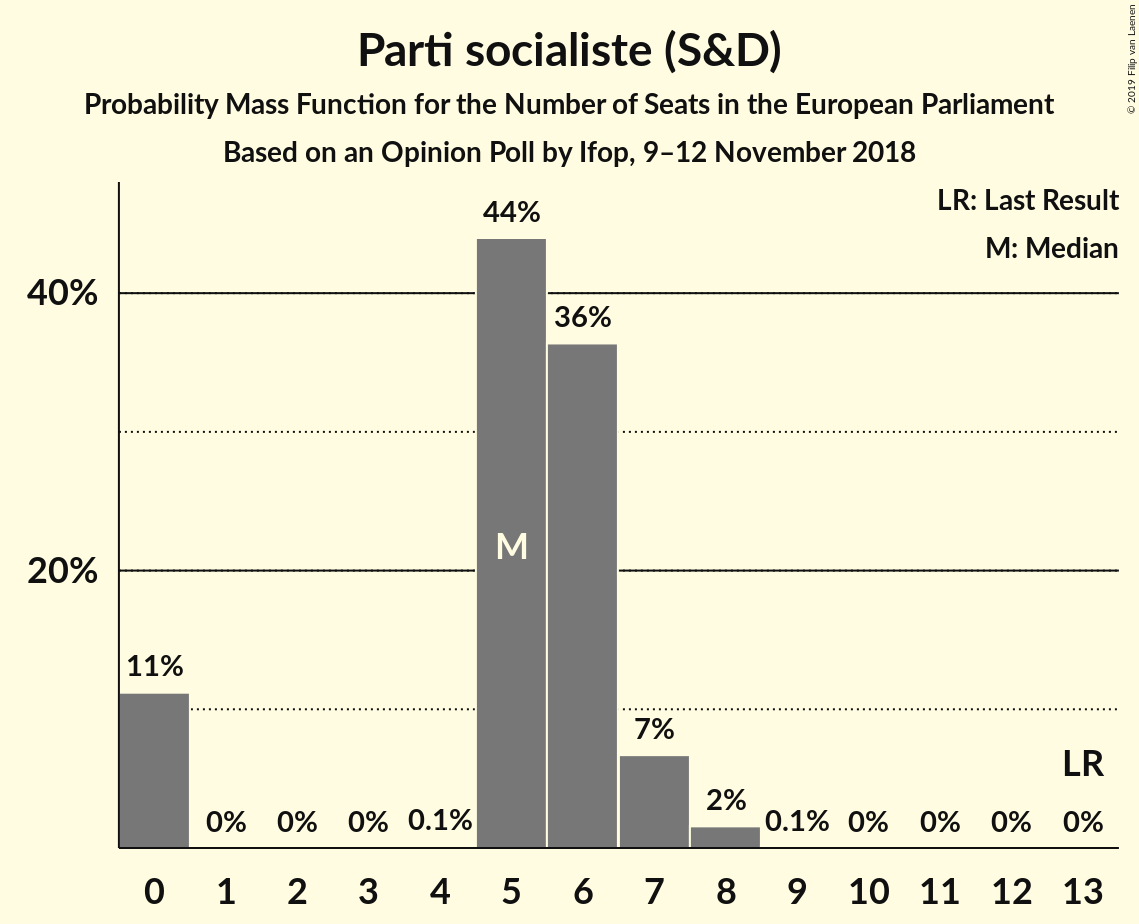 Parti socialiste (S&D)
Probability Mass Function for the Number of Seats in the European Parliament
Based on an Opinion Poll by Ifop, 9–12 November 2018
© 2019 Filip van Laenen
LR: Last Result
M: Median
40%
20%
44%
36%
M
11%
0%
0%
0%
0.1%
7%
2%
0.1%
0%
0%
0%
LR
0%
0 1 2 3 4 5 6 7 8 9 10 11 12 13